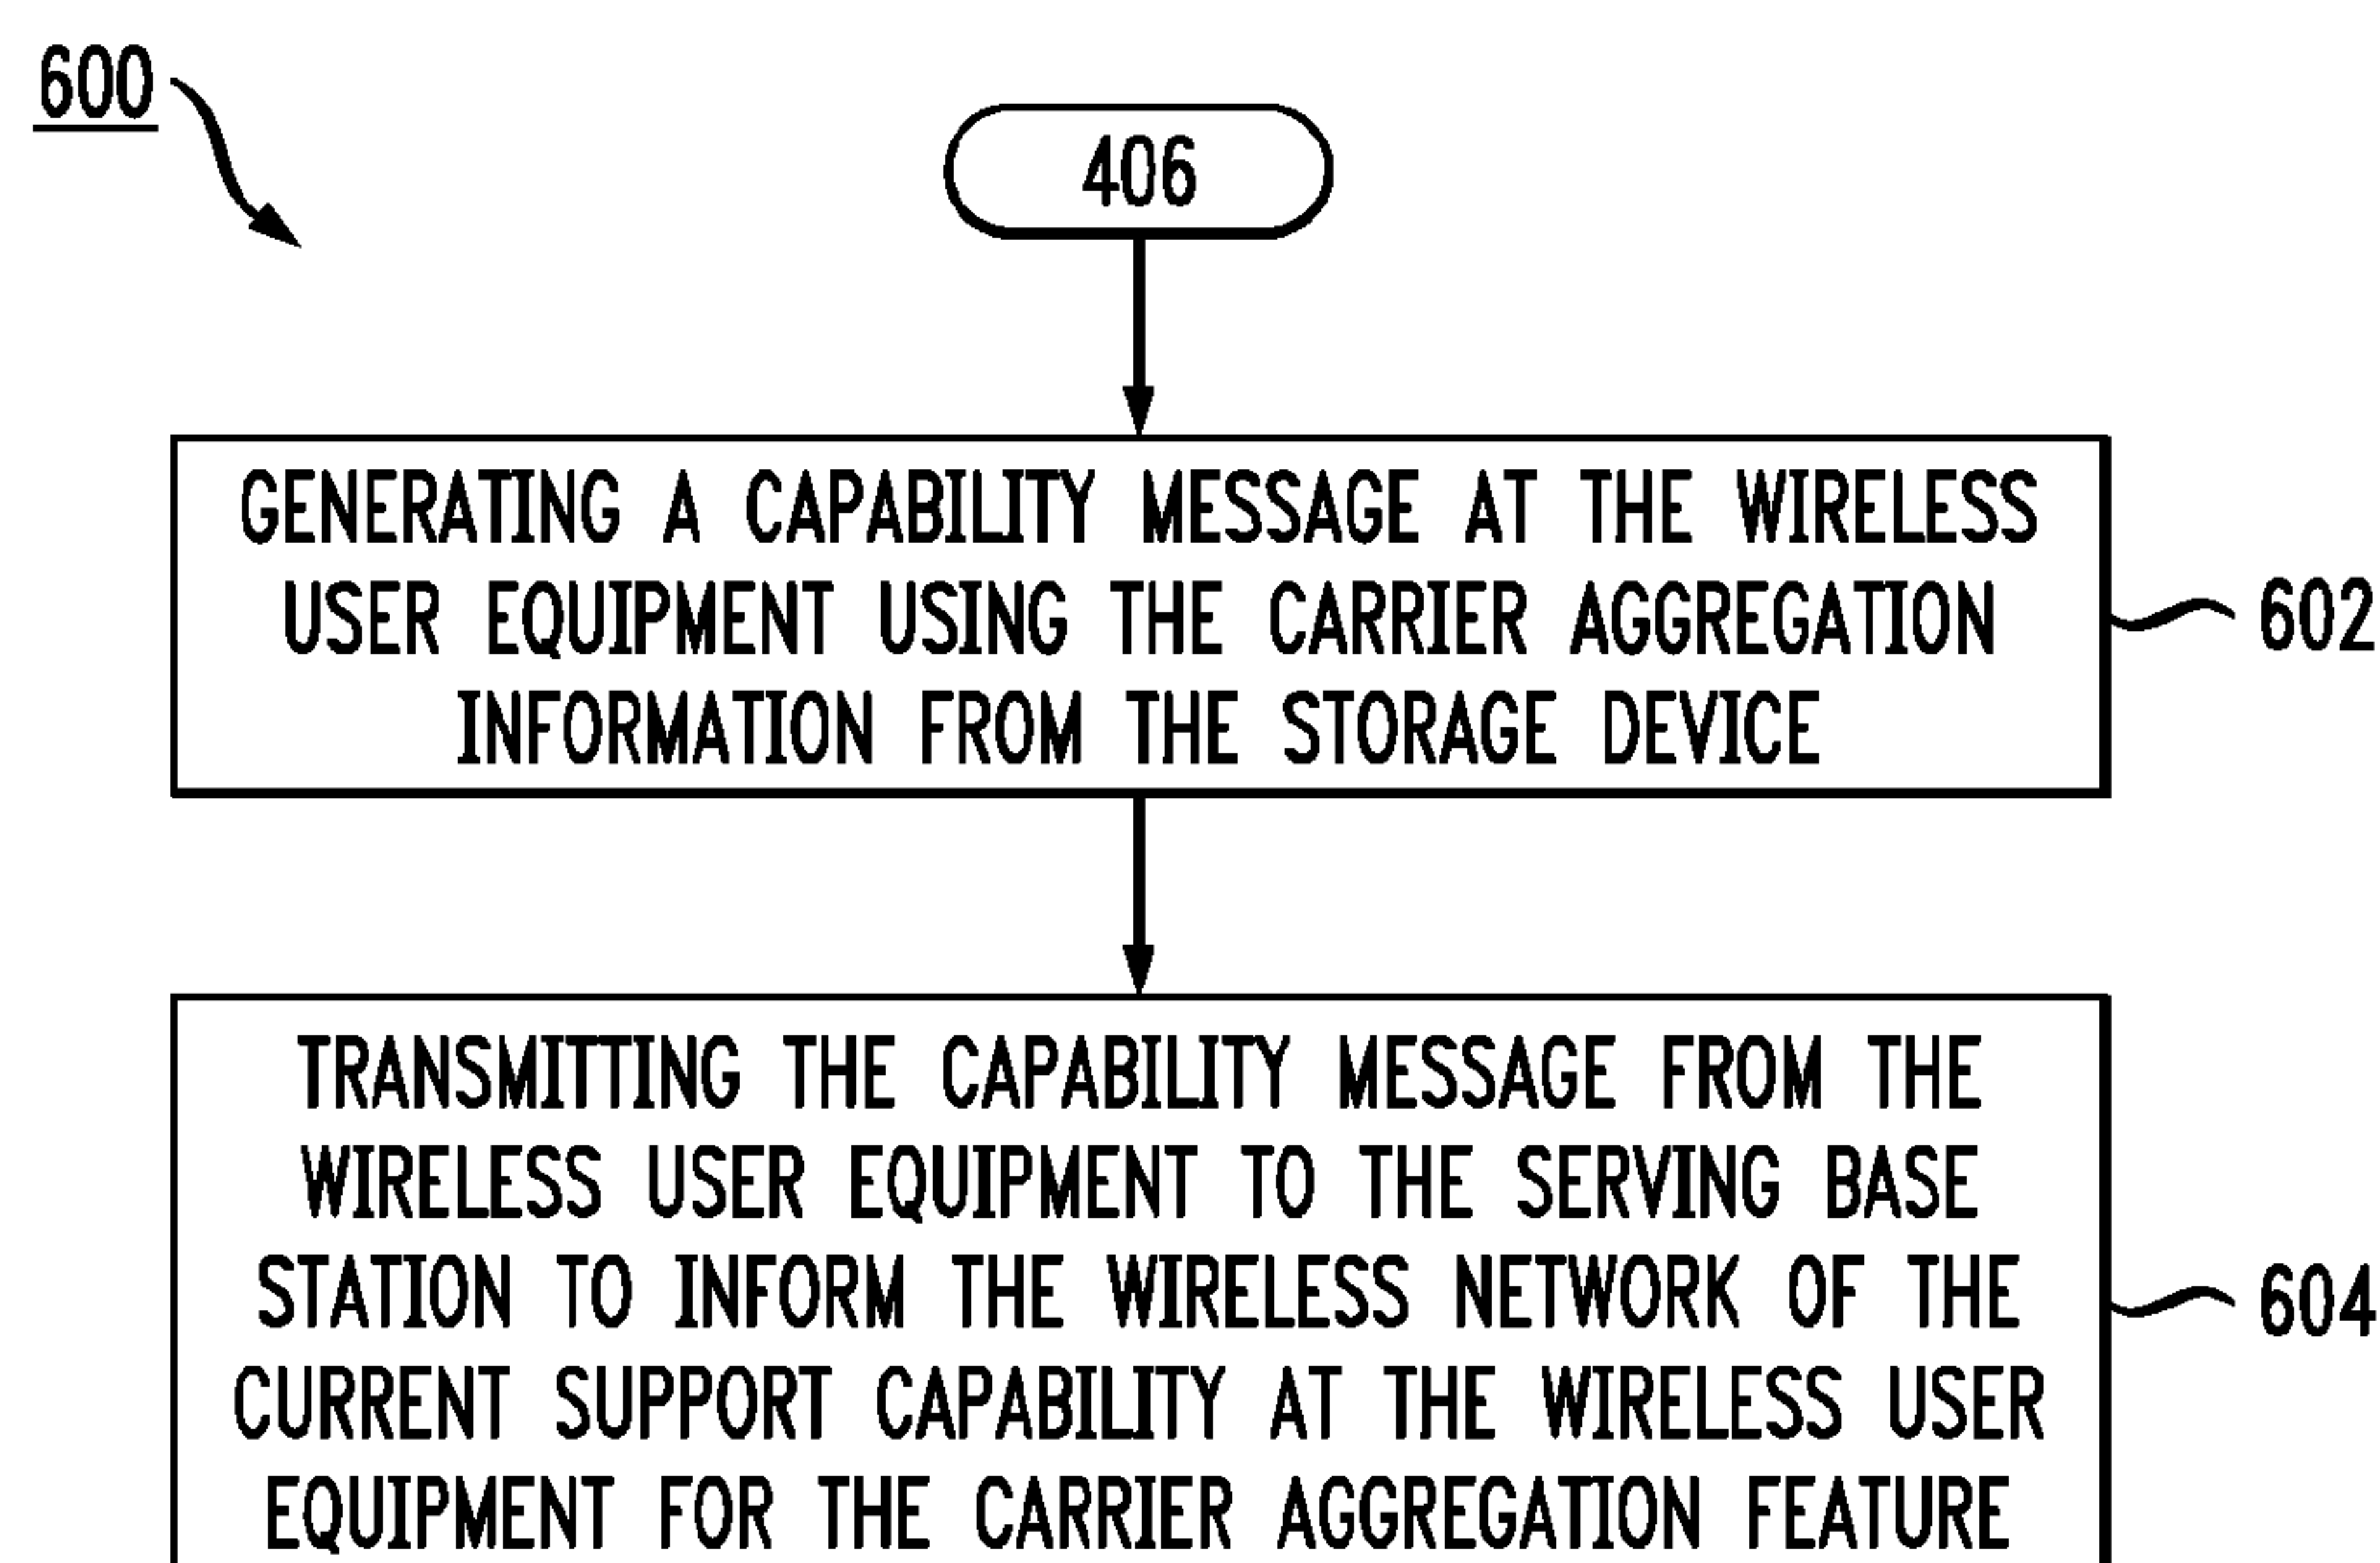 600
406
GENERATING A CAPABILITY MESSAGE AT THE WIRELESS
USER EQUIPMENT USING THE CARRIER AGGREGATION
INFORMATION FROM THE STORAGE DEVICE
602
TRANSMITTING THE CAPABILITY MESSAGE FROM THE
WIRELESS USER EQUIPMENT TO THE SERVING BASE
STATION TO INFORM THE WIRELESS NETWORK OF THE
CURRENT SUPPORT CAPABILITY AT THE WIRELESS USER
EQUIPMENT FOR THE CARRIER AGGREGATION FEATURE
604